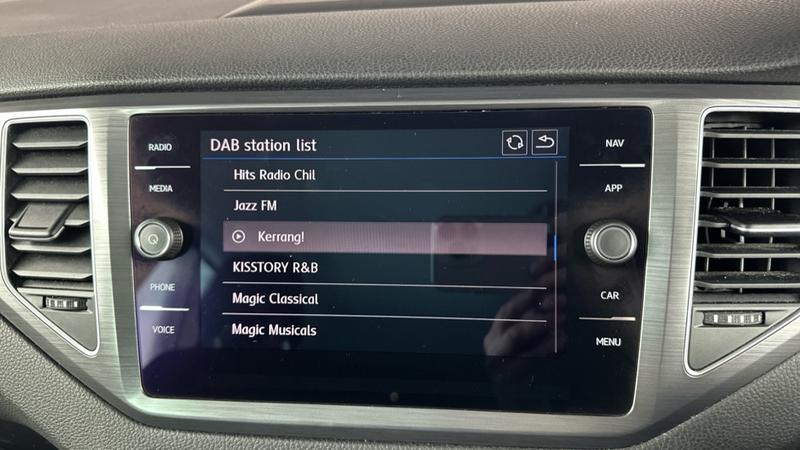 RADIO
MEDIA
PHONE
VOICE
DAB station list
Hits Radio Chil
Jazz FM
Kerrang!
KISSTORY R&B
Magic Classical
Magic Musicals
NAV
APP
CAR
MENU